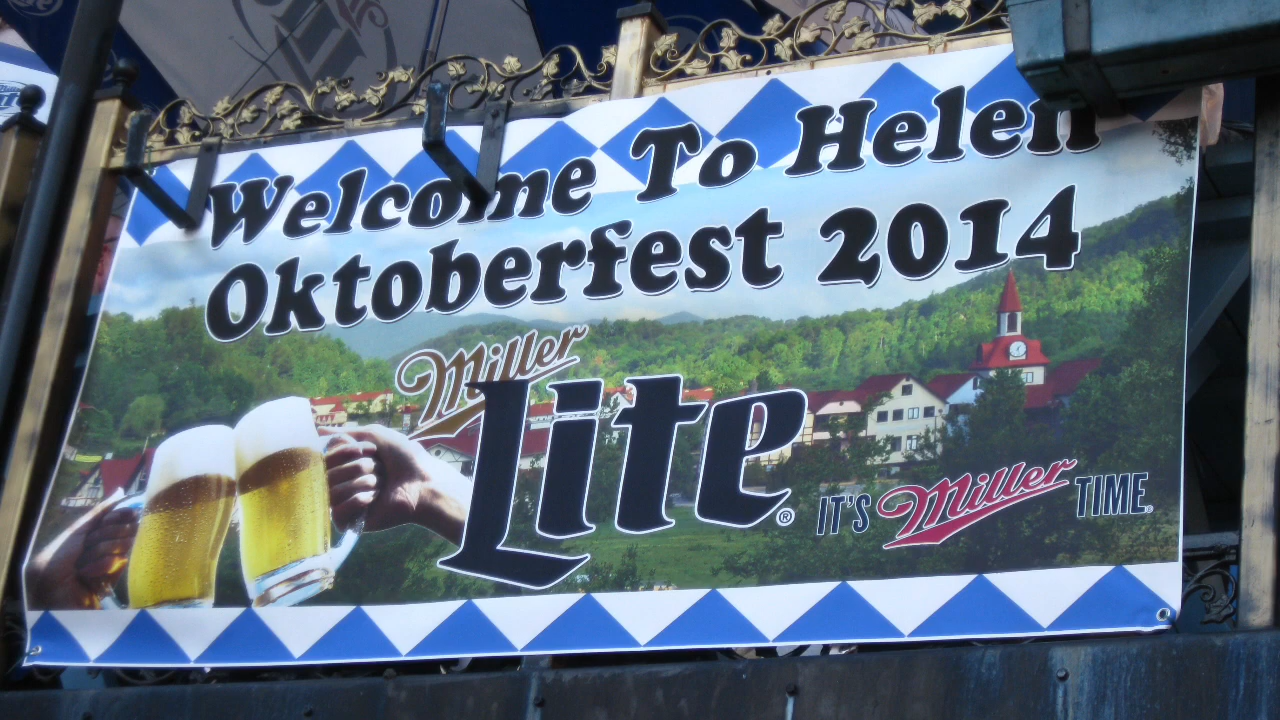 Welcome To Helen
Oktoberfest 2014
Miller
Lite®
IT'S Miller TIME.